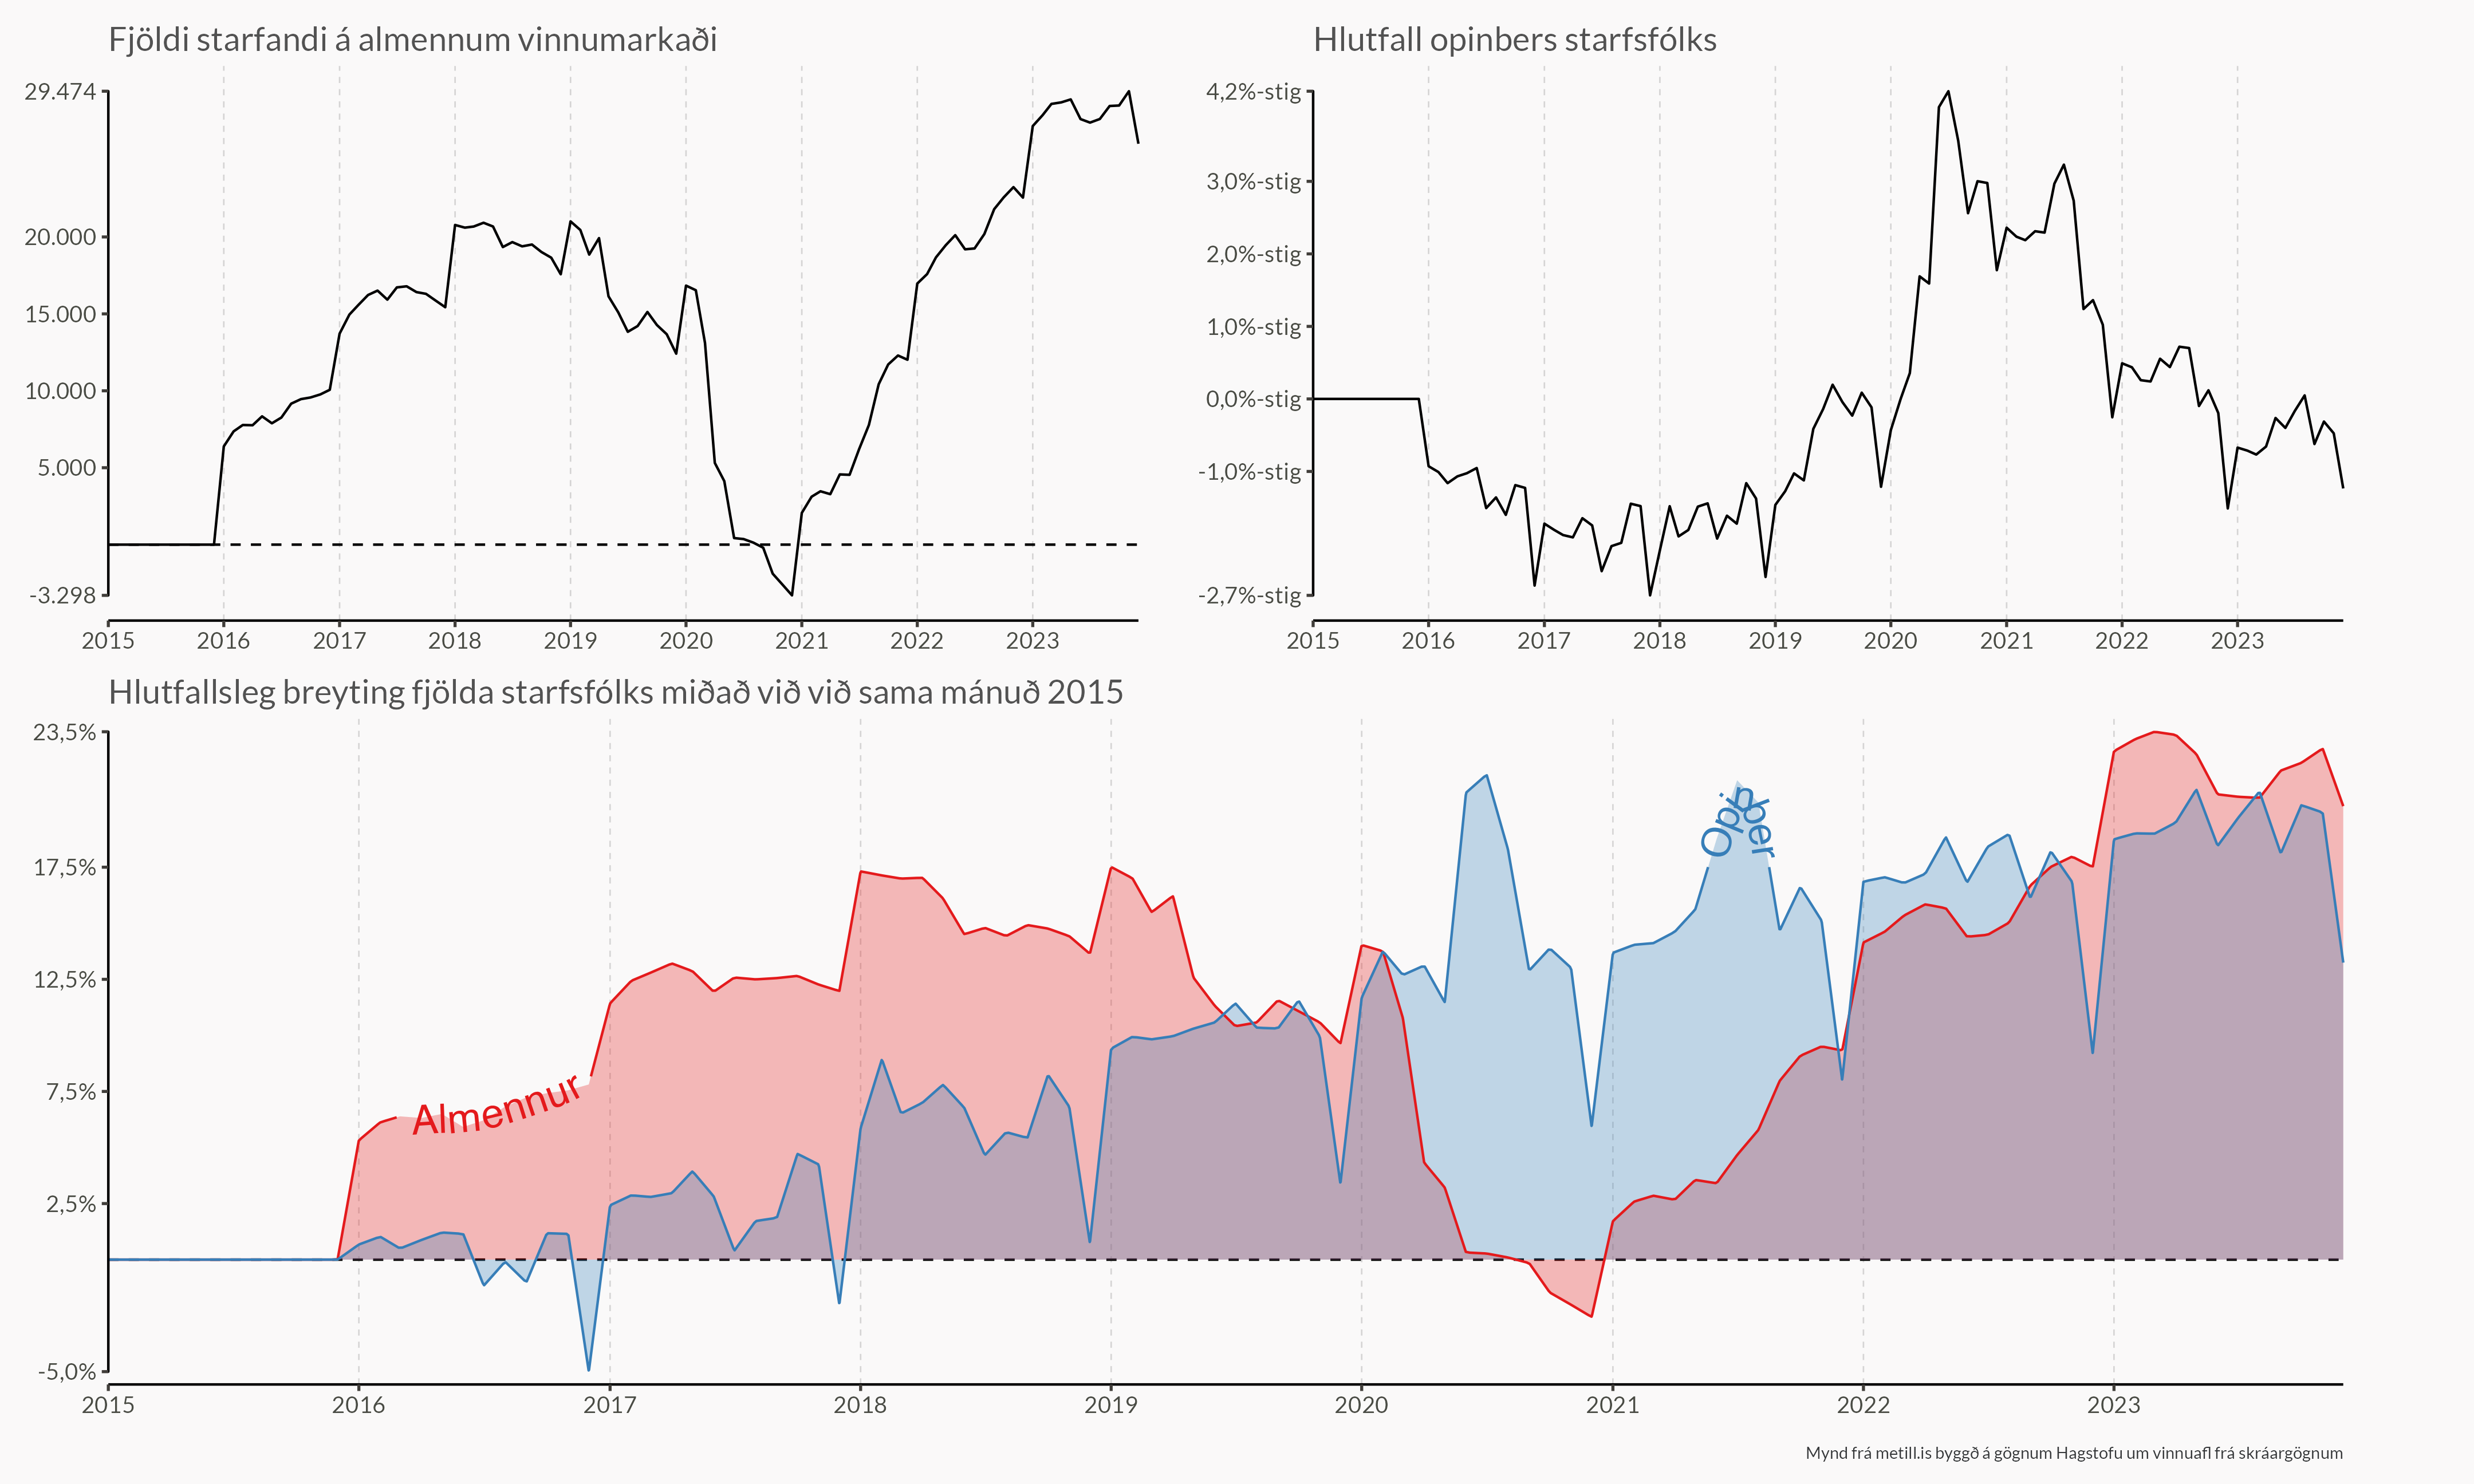 Fjöldi starfandi á almennum vinnumarkaði
29.474
20.000
15.000
10.000
5.000
-3.298
2015 2016 2017 2018 2019 2020 2021 2022 2023
Hlutfall opinbers starfsfólks
4,2%-stig
3,0%-stig
2,0%-stig
1,0%-stig
0,0%-stig
-1,0%-stig
-2,7%-stig
2015 2016 2017 2018 2019 2020 2021 2022 2023
Hlutfallsleg breyting fjölda starfsfólks miðað við við sama mánuð 2015
23,5%
17,5%
12,5%
7,5%
2,5%
-5,0%
Almennur
2015 2016 2017 2018 2019 2020 2021 2022 2023
Mynd frá metill.is byggð á gögnum Hagstofu um vinnuafl frá skráargögnum